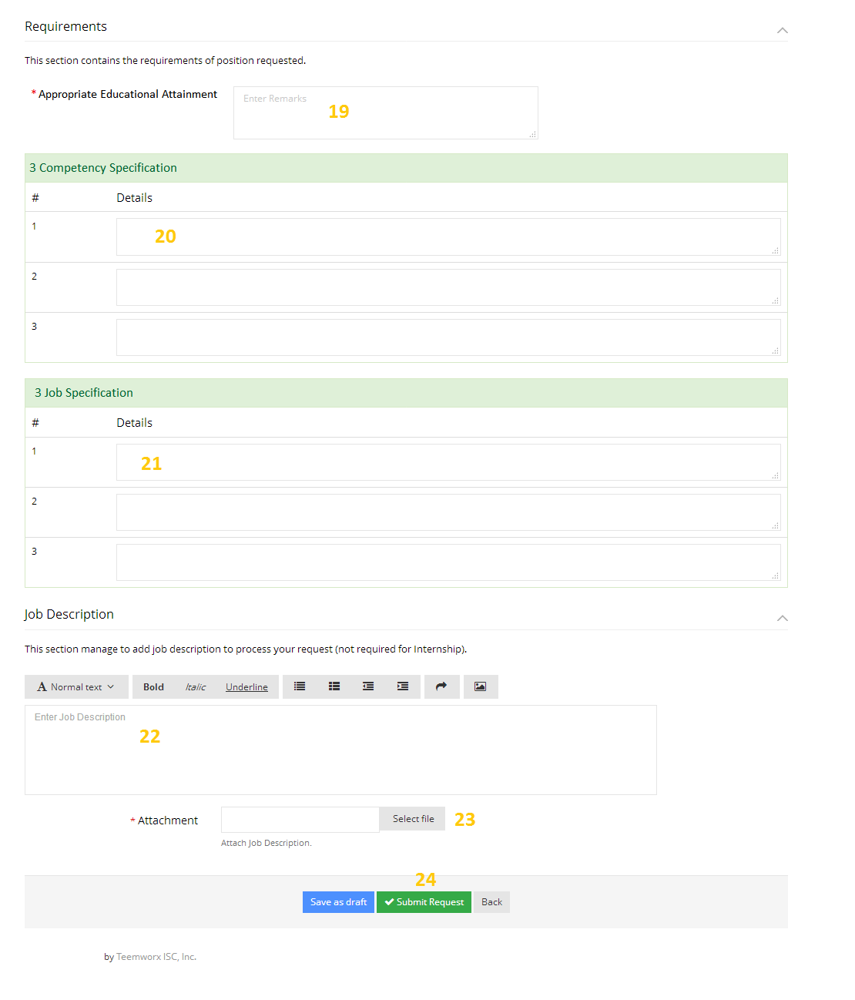 Requirements
This section contains the requirements of position requested.
* Appropriate Educational Attainment
Enter Remarks
19
3 Competency Specification
# Details
1
20
2
3
3 Job Specification
# Details
1
21
2
3
Job Description
This section manage to add job description to process your request (not required for Internship).
A Normal text Bold Italic Underline
Enter Job Description
22
* Attachment Select file 23
Attach Job Description.
24
Save as draft Submit Request Back
by Teemworx ISC, Inc.